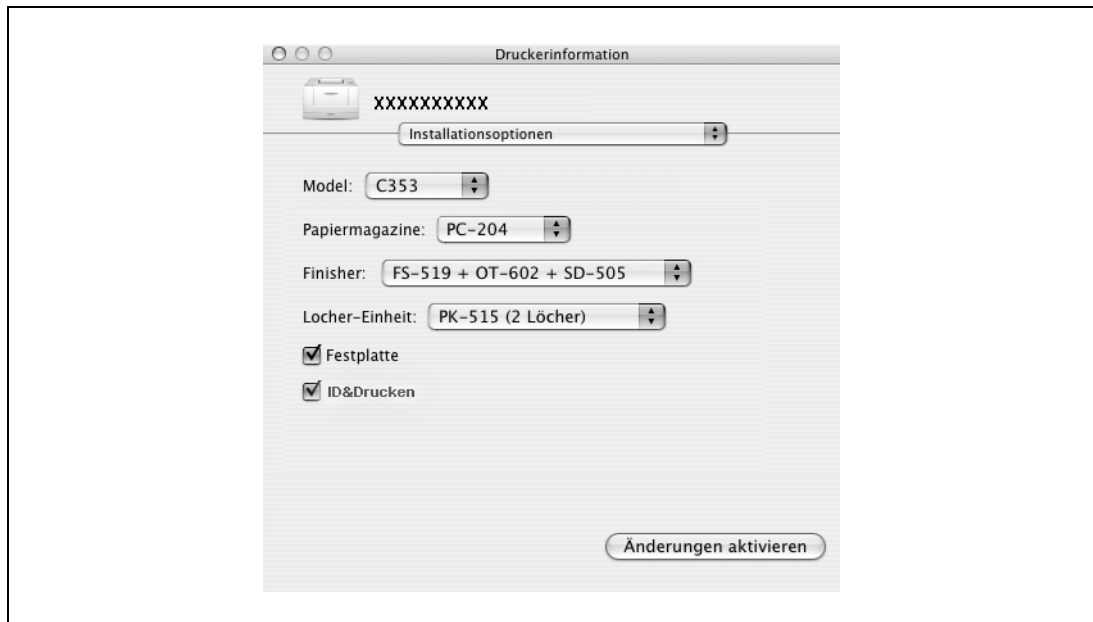 Druckerinformation
XXXXXXXXXX
Installationsoptionen
Model: C353
Papiermagazine: PC-204
Finisher: FS-519 + OT-602 + SD-505
Locher-Einheit: PK-515 (2 Löcher)
Festplatte
ID&Drucken
Änderungen aktivieren